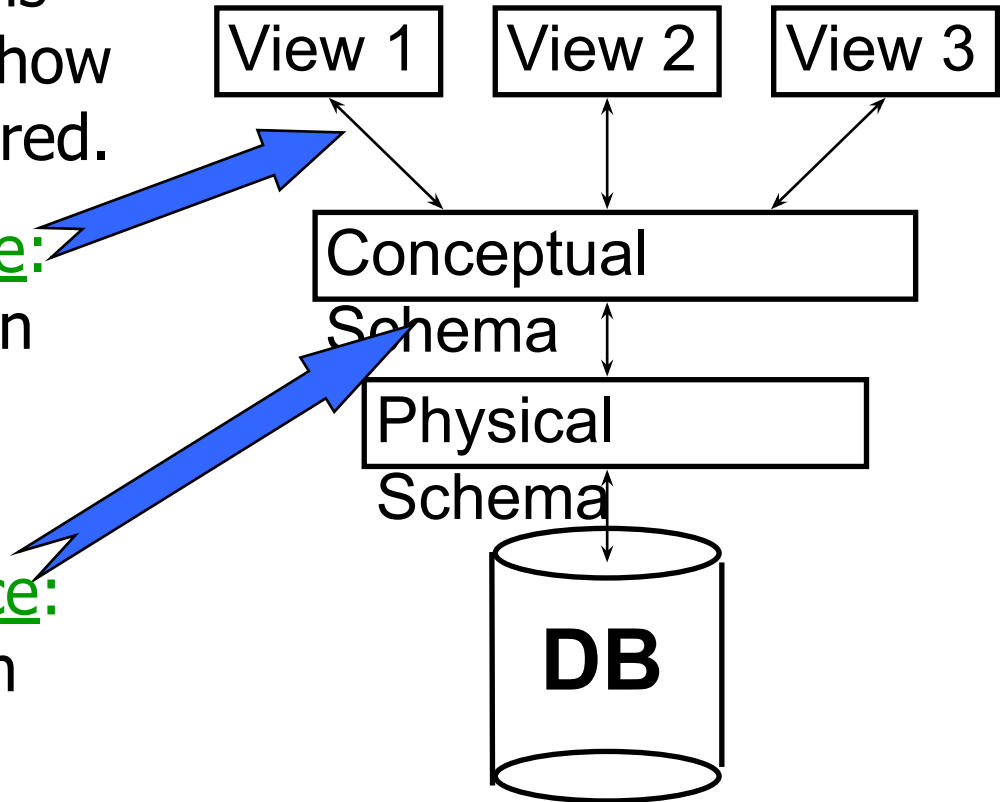 how
red.
e:
n
ce:
n
View 1
View 2
View 3
Conceptual
Schema
Physical
Schema
DB